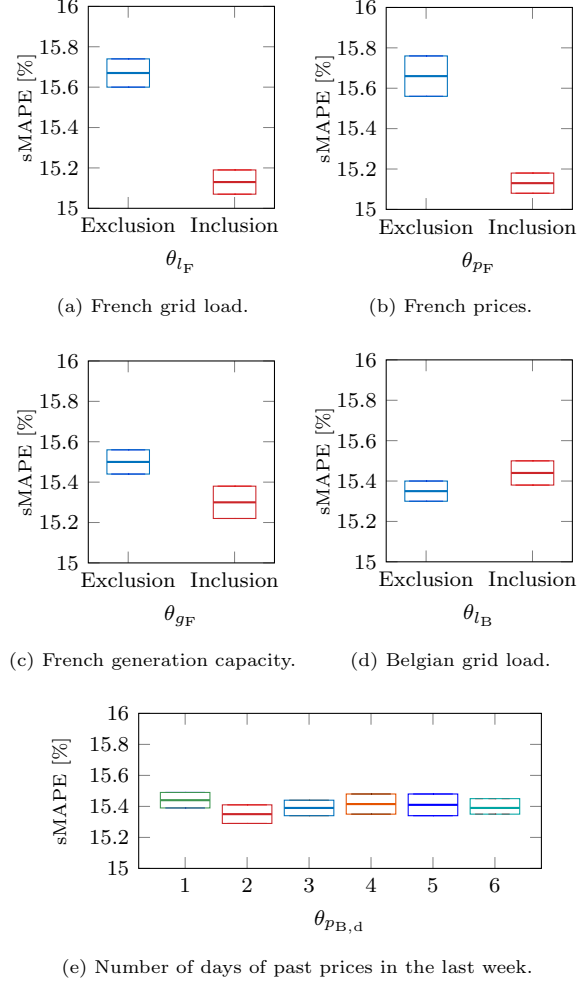 16
15.8
15.6
15.4
15.2
15
sMAPE [%]
Exclusion Inclusion
θ_{l_F}
(a) French grid load.
16
15.8
15.6
15.4
15.2
15
sMAPE [%]
Exclusion Inclusion
θ_{p_F}
(b) French prices.
16
15.8
15.6
15.4
15.2
15
sMAPE [%]
Exclusion Inclusion
θ_{g_F}
(c) French generation capacity.
16
15.8
15.6
15.4
15.2
15
sMAPE [%]
Exclusion Inclusion
θ_{l_B}
(d) Belgian grid load.
16
15.8
15.6
15.4
15.2
15
sMAPE [%]
1 2 3 4 5 6
θ_{p_{B,d}}
(e) Number of days of past prices in the last week.